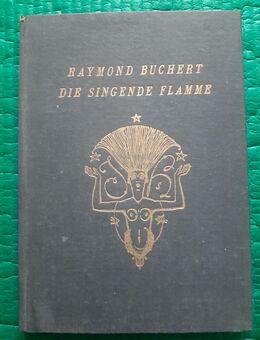 RAYMOND BUCHERT
DIE SINGENDE FLAMME